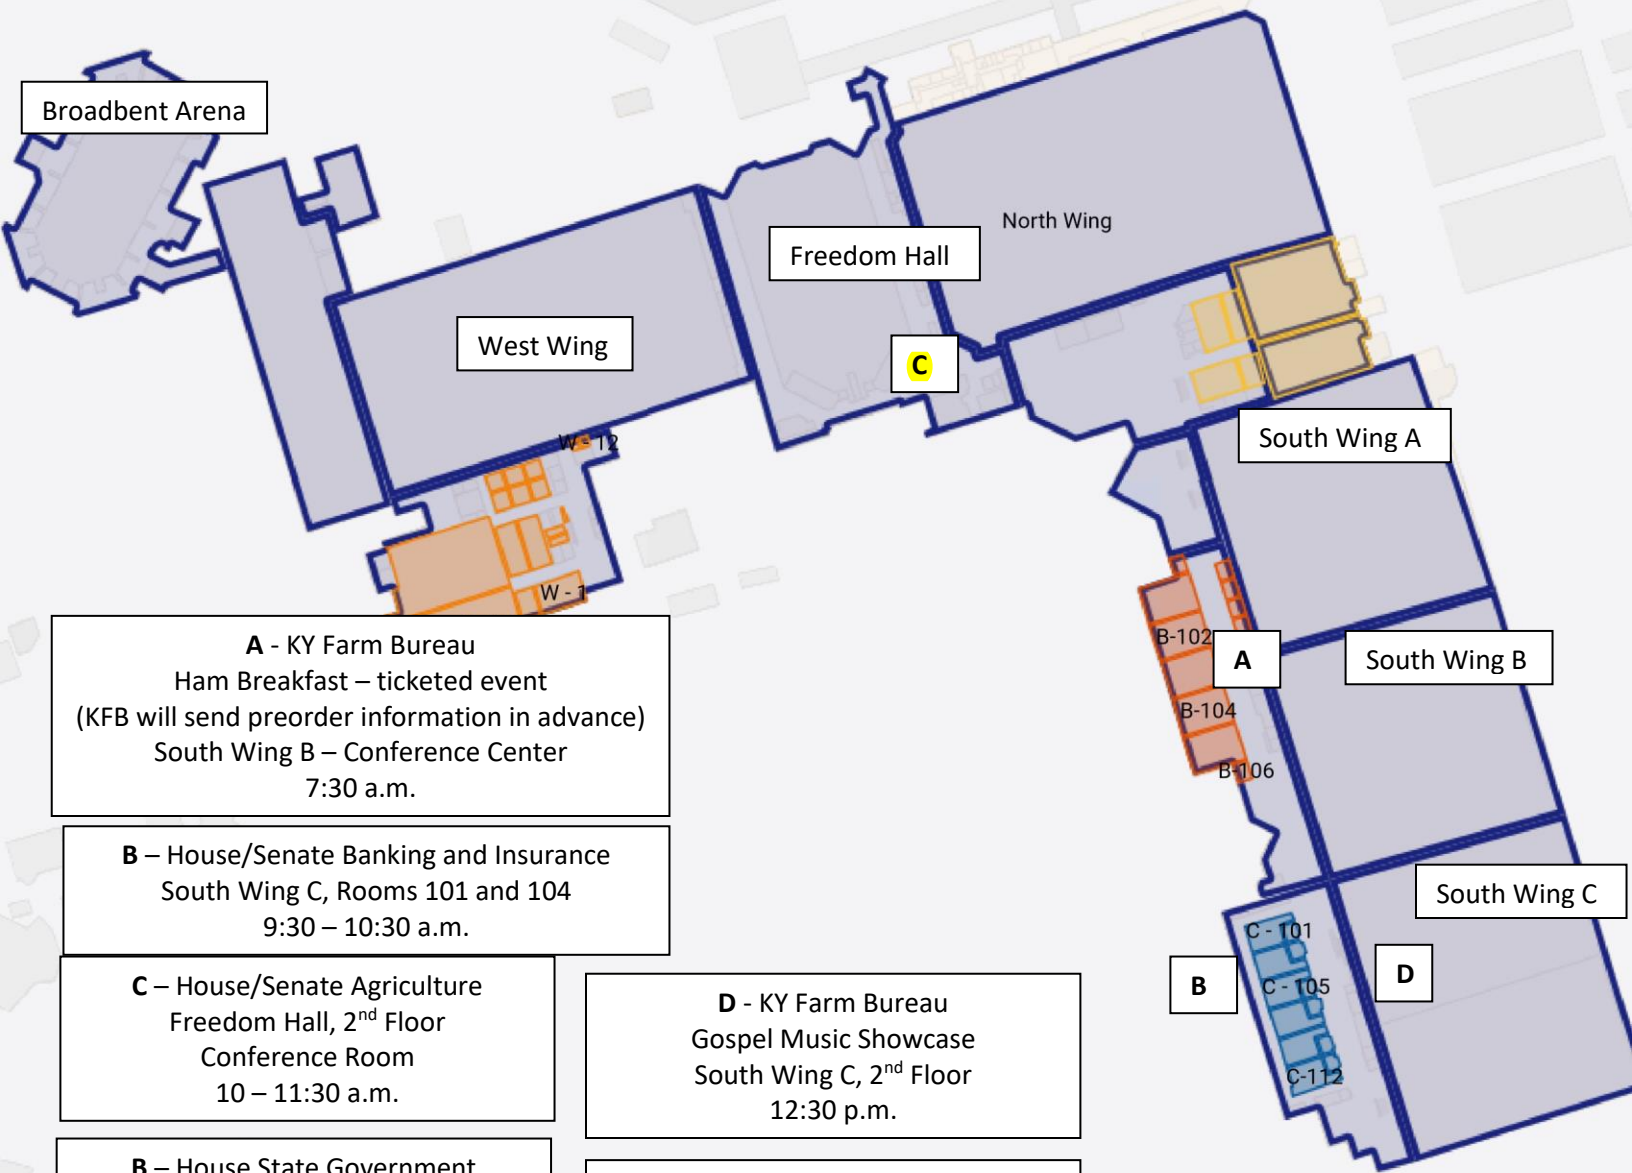 Broadbent Arena
North Wing
Freedom Hall
West Wing
C
South Wing A
W - 12
W - 1
B-102
A
South Wing B
B-104
B-106
South Wing C
C - 101
B
C - 105
D
C-112
A - KY Farm Bureau
Ham Breakfast – ticketed event
(KFB will send preorder information in advance)
South Wing B – Conference Center
7:30 a.m.
B – House/Senate Banking and Insurance
South Wing C, Rooms 101 and 104
9:30 – 10:30 a.m.
C – House/Senate Agriculture
Freedom Hall, 2nd Floor
Conference Room
10 – 11:30 a.m.
D - KY Farm Bureau
Gospel Music Showcase
South Wing C, 2nd Floor
12:30 p.m.
B – House State Government